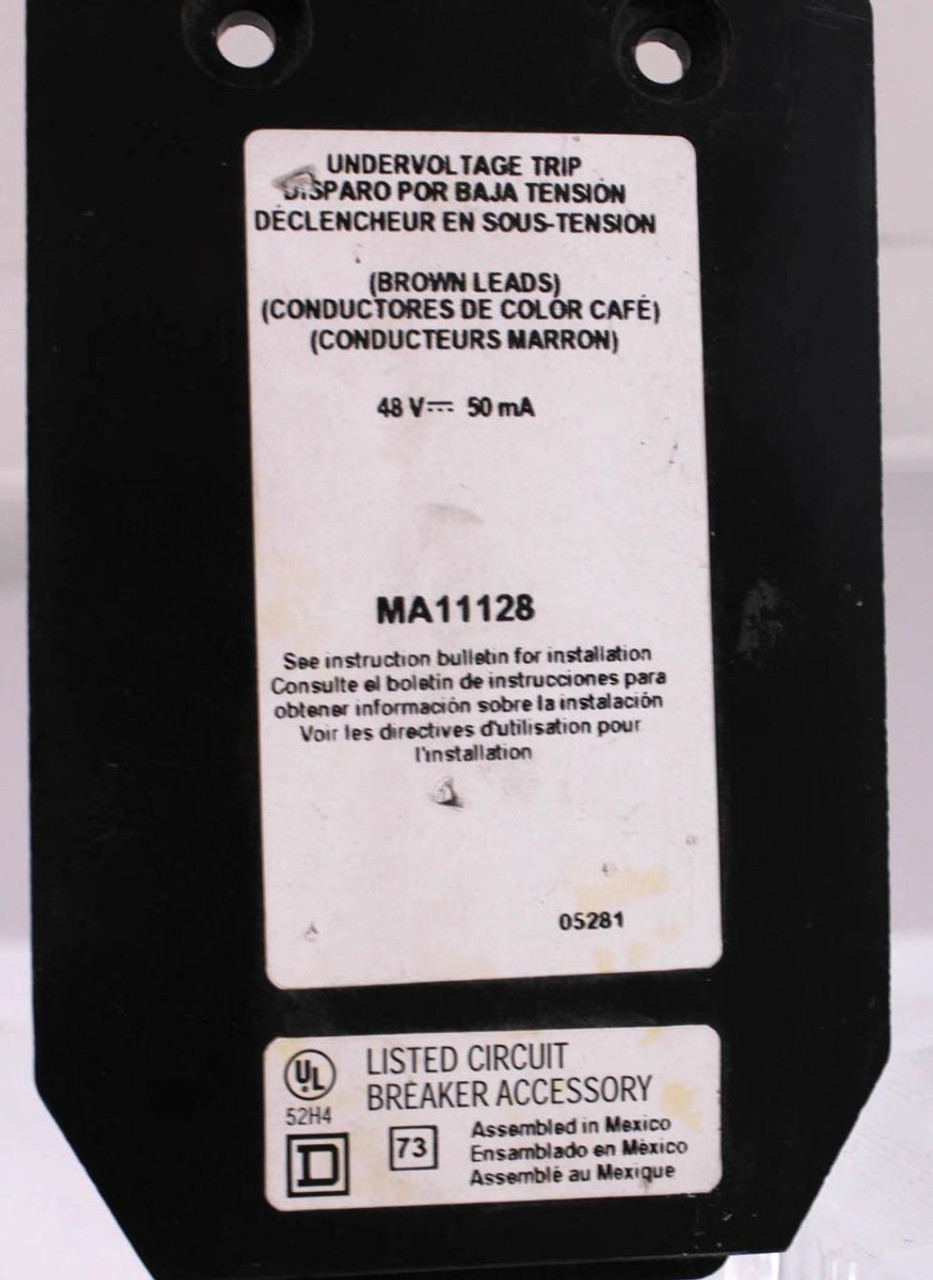 UNDERVOLTAGE TRIP
DISPARO POR BAJA TENSIÓN
DÉCLENCHEUR EN SOUS-TENSION
(BROWN LEADS)
(CONDUCTORES DE COLOR CAFÉ)
(CONDUCTEURS MARRON)
48 V⎓ 50 mA
MA11128
See instruction bulletin for installation
Consulte el boletin de instrucciones para
obtener información sobre la instalación
Voir les directives d'utilisation pour
l'installation
05281
UL
LISTED CIRCUIT
BREAKER ACCESSORY
52H4
D
73
Assembled in Mexico
Ensamblado en México
Assemblé au Mexique